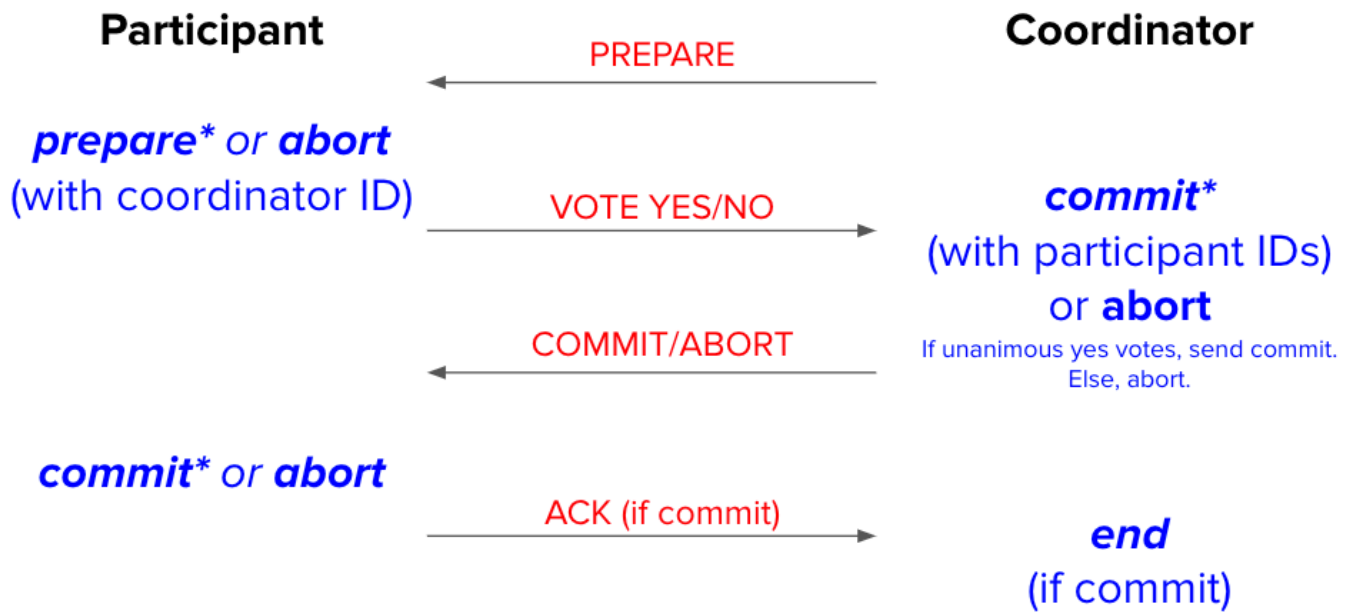 Participant
Coordinator
PREPARE
prepare* or abort
(with coordinator ID)
VOTE YES/NO
commit*
(with participant IDs)
or abort
If unanimous yes votes, send commit.
Else, abort.
COMMIT/ABORT
commit* or abort
ACK (if commit)
end
(if commit)